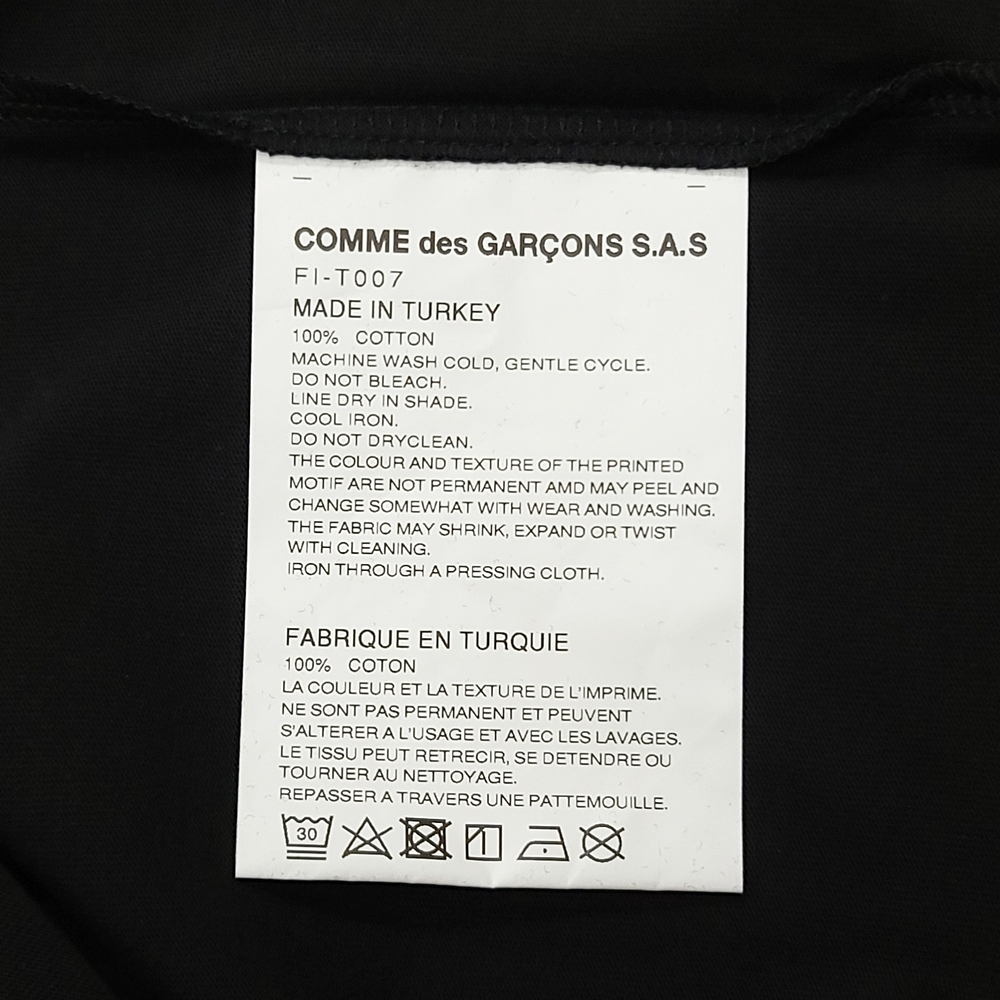 COMME des GARÇONS S.A.S
FI-T007
MADE IN TURKEY
100% COTTON
MACHINE WASH COLD, GENTLE CYCLE.
DO NOT BLEACH.
LINE DRY IN SHADE.
COOL IRON.
DO NOT DRYCLEAN.
THE COLOUR AND TEXTURE OF THE PRINTED
MOTIF ARE NOT PERMANENT AMD MAY PEEL AND
CHANGE SOMEWHAT WITH WEAR AND WASHING.
THE FABRIC MAY SHRINK, EXPAND OR TWIST
WITH CLEANING.
IRON THROUGH A PRESSING CLOTH.
FABRIQUE EN TURQUIE
100% COTON
LA COULEUR ET LA TEXTURE DE L'IMPRIME.
NE SONT PAS PERMANENT ET PEUVENT
S'ALTERER A L'USAGE ET AVEC LES LAVAGES.
LE TISSU PEUT RETRECIR, SE DETENDRE OU
TOURNER AU NETTOYAGE.
REPASSER A TRAVERS UNE PATTEMOUILLE.
30